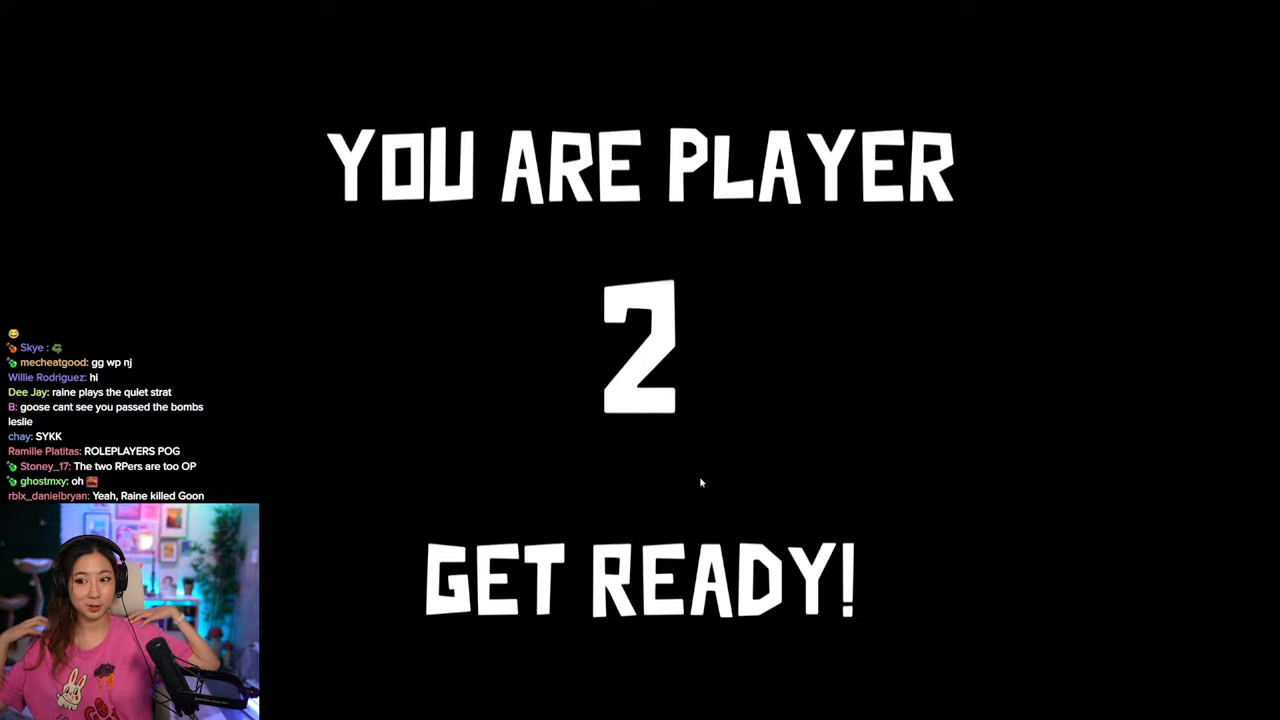 YOU ARE PLAYER
2
GET READY!
Skye :
mecheatgood: gg wp nj
Willie Rodriguez: hi
Dee Jay: raine plays the quiet strat
B: goose cant see you passed the bombs
leslie
chay: SYKK
Ramille Platitas: ROLEPLAYERS POG
Stoney_17: The two RPers are too OP
ghostmxy: oh
rblx_danielbryan: Yeah, Raine killed Goon